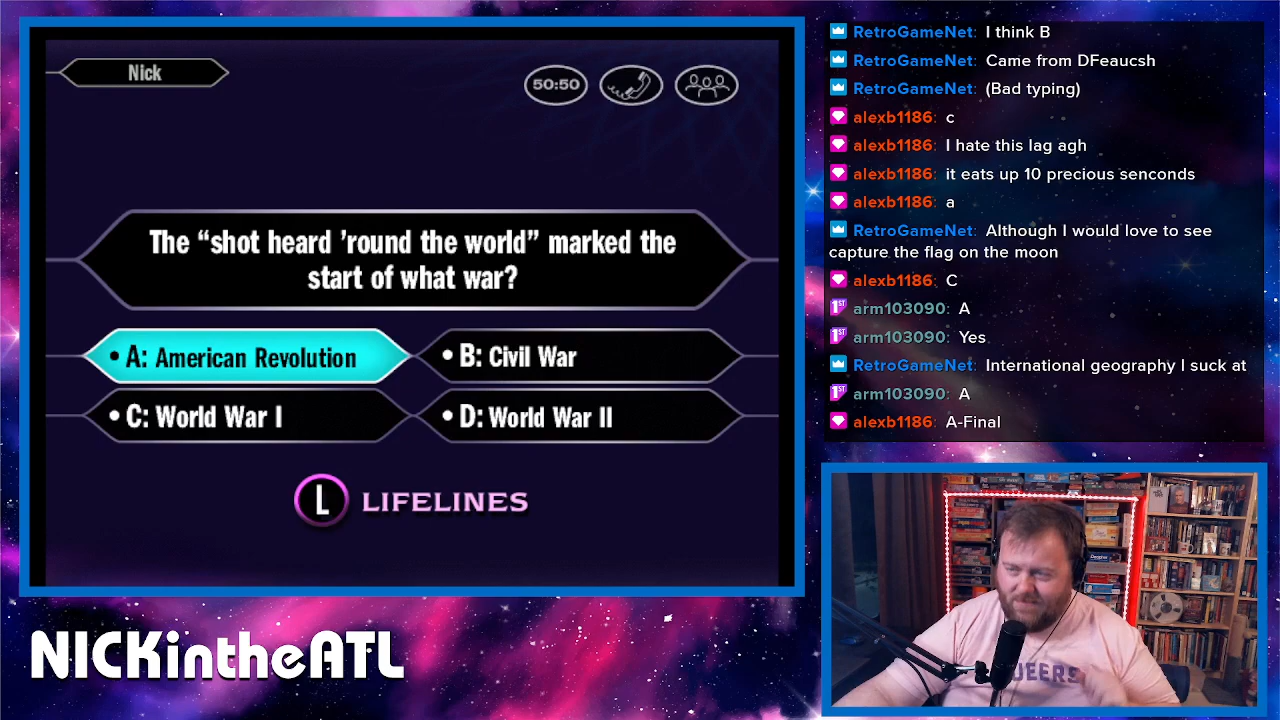 Nick
50:50
The “shot heard ’round the world” marked the
start of what war?
• A: American Revolution
• B: Civil War
• C: World War I
• D: World War II
L LIFELINES
NICKintheATL
RetroGameNet: I think B
RetroGameNet: Came from DFeaucsh
RetroGameNet: (Bad typing)
alexb1186: c
alexb1186: I hate this lag agh
alexb1186: it eats up 10 precious senconds
alexb1186: a
RetroGameNet: Although I would love to see
capture the flag on the moon
alexb1186: C
1ST arm103090: A
1ST arm103090: Yes
RetroGameNet: International geography I suck at
1ST arm103090: A
alexb1186: A-Final